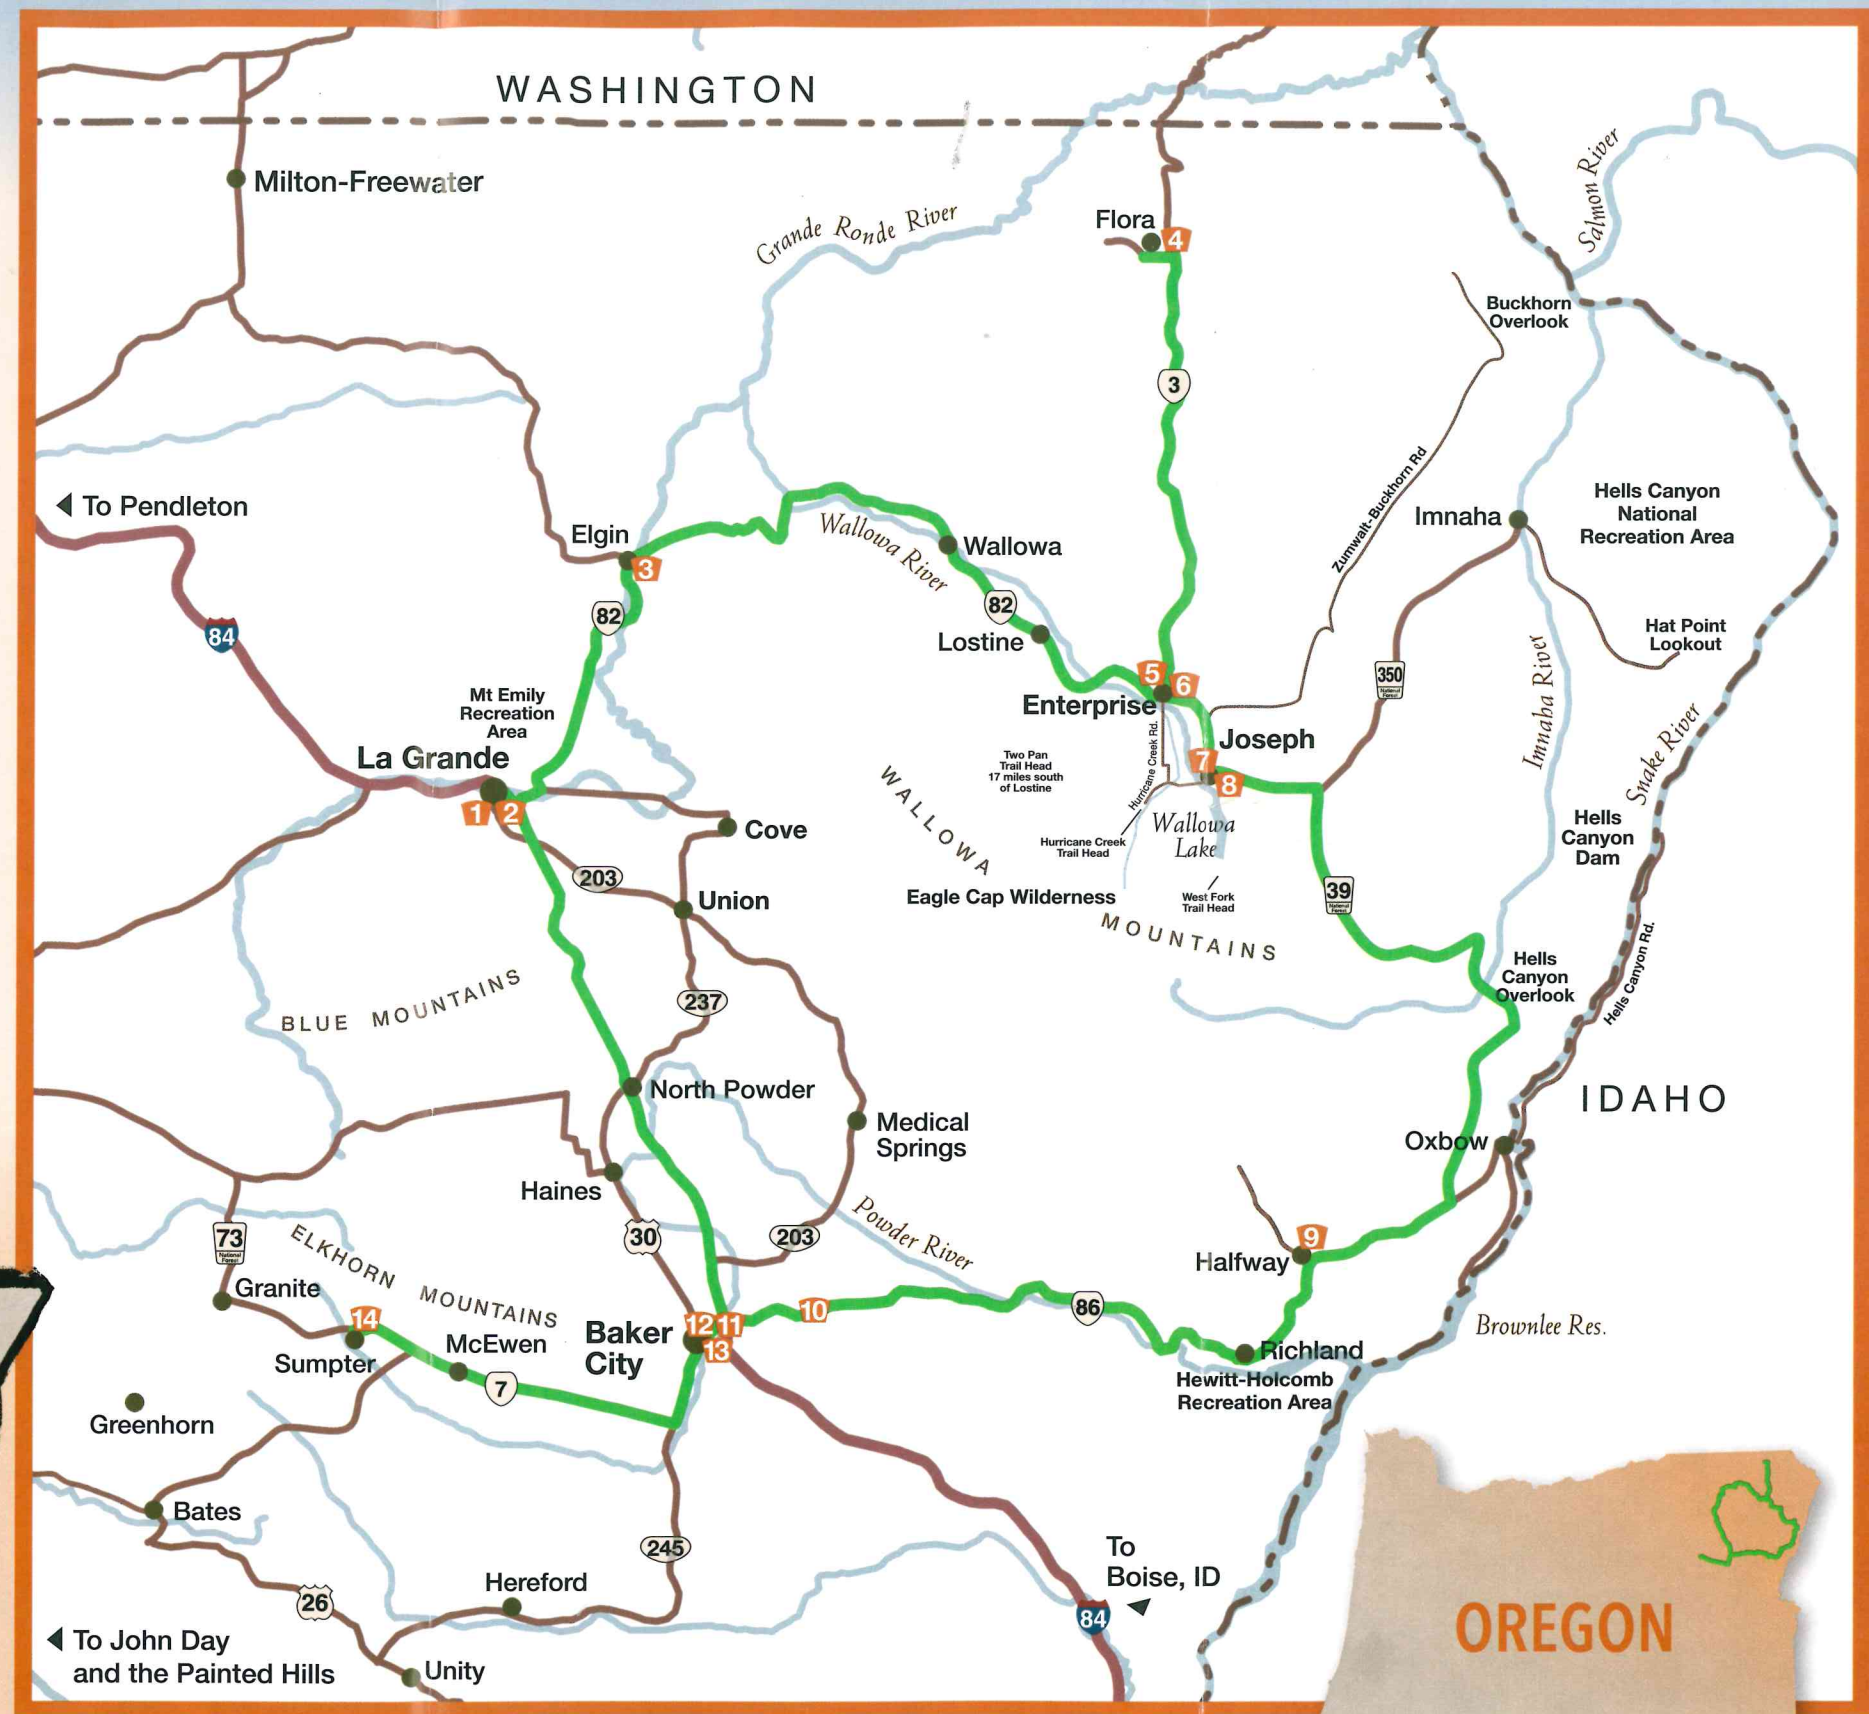 WASHINGTON
Milton-Freewater
Grande Ronde River
Flora
4
Salmon River
Buckhorn
Overlook
3
Zumwalt-Buckhorn Rd
Imnaha
Hells Canyon
National
Recreation Area
To Pendleton
Elgin
3
Wallowa River
Wallowa
82
82
Lostine
84
Hat Point
Lookout
350
National
Forest
Imnaha River
Snake River
Mt Emily
Recreation
Area
5
6
Enterprise
La Grande
1
2
Joseph
7
8
Two Pan
Trail Head
17 miles south
of Lostine
Hurricane Creek Rd.
Hurricane Creek
Trail Head
Wallowa
Lake
WALLOWA
MOUNTAINS
Eagle Cap Wilderness
West Fork
Trail Head
Cove
203
Union
39
National
Forest
Hells
Canyon
Dam
Hells Canyon Rd.
Hells
Canyon
Overlook
BLUE MOUNTAINS
237
North Powder
Medical
Springs
IDAHO
Oxbow
Haines
30
203
Powder River
73
National
Forest
ELKHORN MOUNTAINS
Granite
14
Sumpter
McEwen
7
Baker
City
12
11
13
10
86
9
Halfway
Richland
Hewitt-Holcomb
Recreation Area
Brownlee Res.
Greenhorn
Bates
245
Hereford
26
To
Boise, ID
84
To John Day
and the Painted Hills
Unity
OREGON